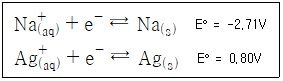 Na⁺(aq) + e⁻ ⇄ Na(s) E° = -2,71V
Ag⁺(aq) + e⁻ ⇄ Ag(s) E° = 0,80V